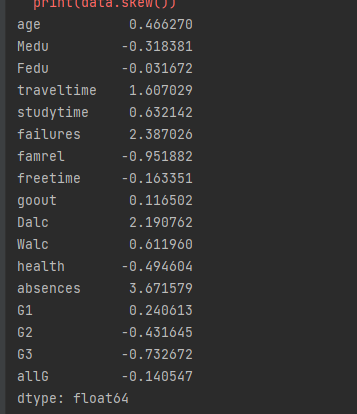 print(data.skew())
age 0.466270
Medu -0.318381
Fedu -0.031672
traveltime 1.607029
studytime 0.632142
failures 2.387026
famrel -0.951882
freetime -0.163351
goout 0.116502
Dalc 2.190762
Walc 0.611960
health -0.494604
absences 3.671579
G1 0.240613
G2 -0.431645
G3 -0.732672
allG -0.140547
dtype: float64